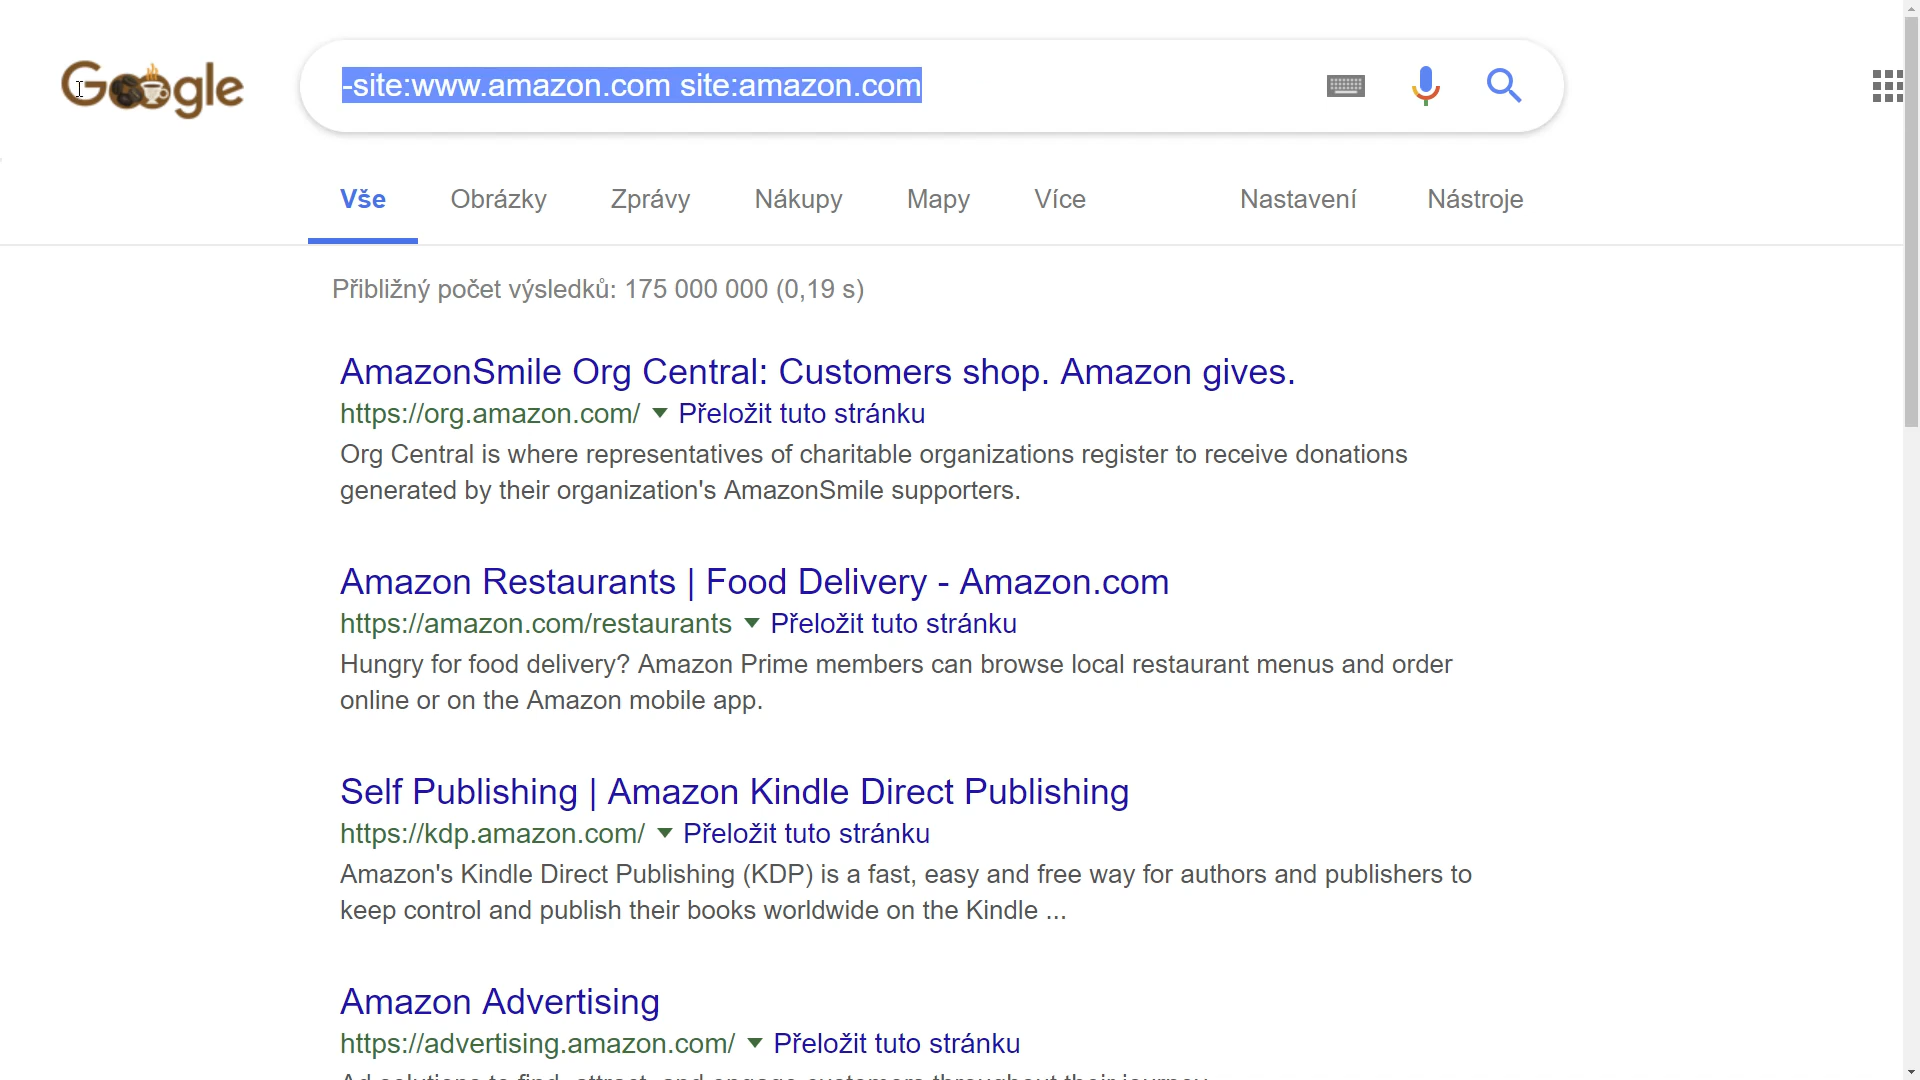 Google
-site:www.amazon.com site:amazon.com
Vše Obrázky Zprávy Nákupy Mapy Více Nastavení Nástroje
Přibližný počet výsledků: 175 000 000 (0,19 s)
AmazonSmile Org Central: Customers shop. Amazon gives.
https://org.amazon.com/ Přeložit tuto stránku
Org Central is where representatives of charitable organizations register to receive donations
generated by their organization's AmazonSmile supporters.
Amazon Restaurants | Food Delivery - Amazon.com
https://amazon.com/restaurants Přeložit tuto stránku
Hungry for food delivery? Amazon Prime members can browse local restaurant menus and order
online or on the Amazon mobile app.
Self Publishing | Amazon Kindle Direct Publishing
https://kdp.amazon.com/ Přeložit tuto stránku
Amazon's Kindle Direct Publishing (KDP) is a fast, easy and free way for authors and publishers to
keep control and publish their books worldwide on the Kindle ...
Amazon Advertising
https://advertising.amazon.com/ Přeložit tuto stránku